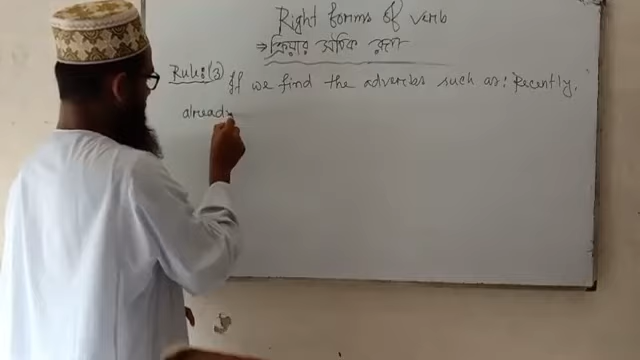 Right forms of verb
⇒ ক্রিয়ার সঠিক রূপ
Rule:(3) If we find the adverbs such as: Recently,
already